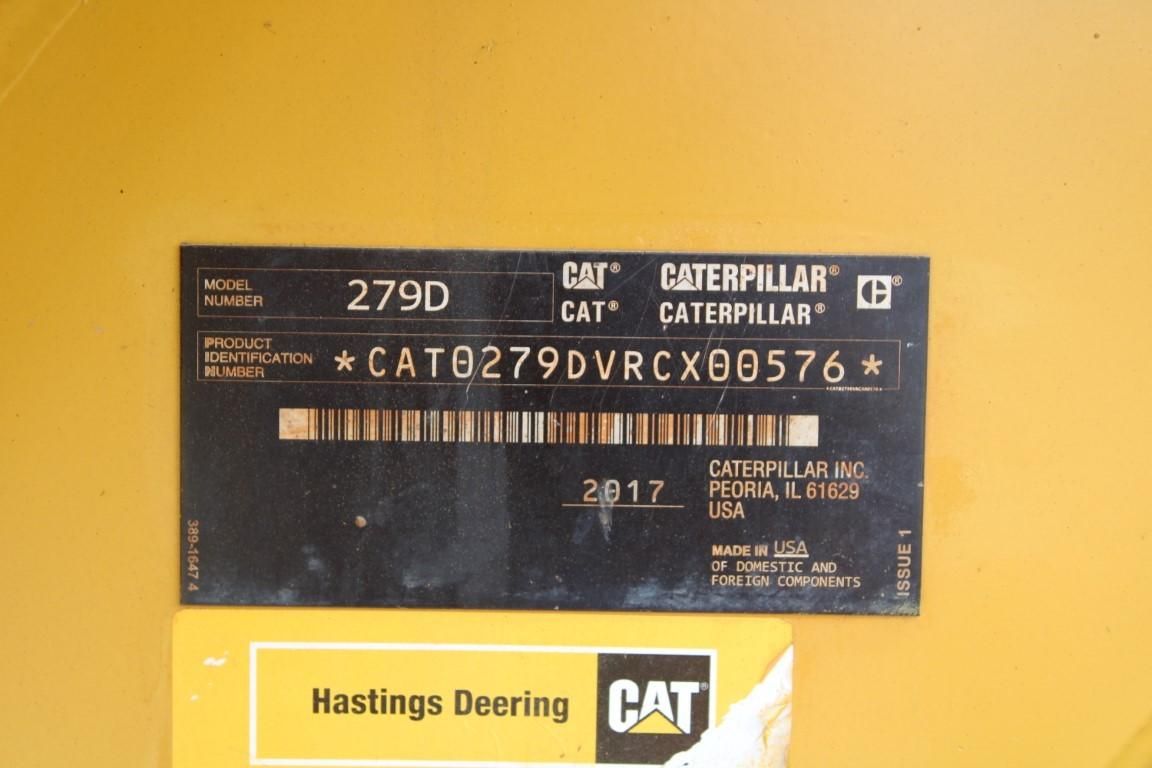 MODEL
NUMBER
279D
CAT® CATERPILLAR®
CAT® CATERPILLAR®
C®
PRODUCT
IDENTIFICATION
NUMBER
*CAT0279DVRCX00576*
2017
CATERPILLAR INC.
PEORIA, IL 61629
USA
MADE IN USA
OF DOMESTIC AND
FOREIGN COMPONENTS
389-1647 4
ISSUE 1
Hastings Deering
CAT®